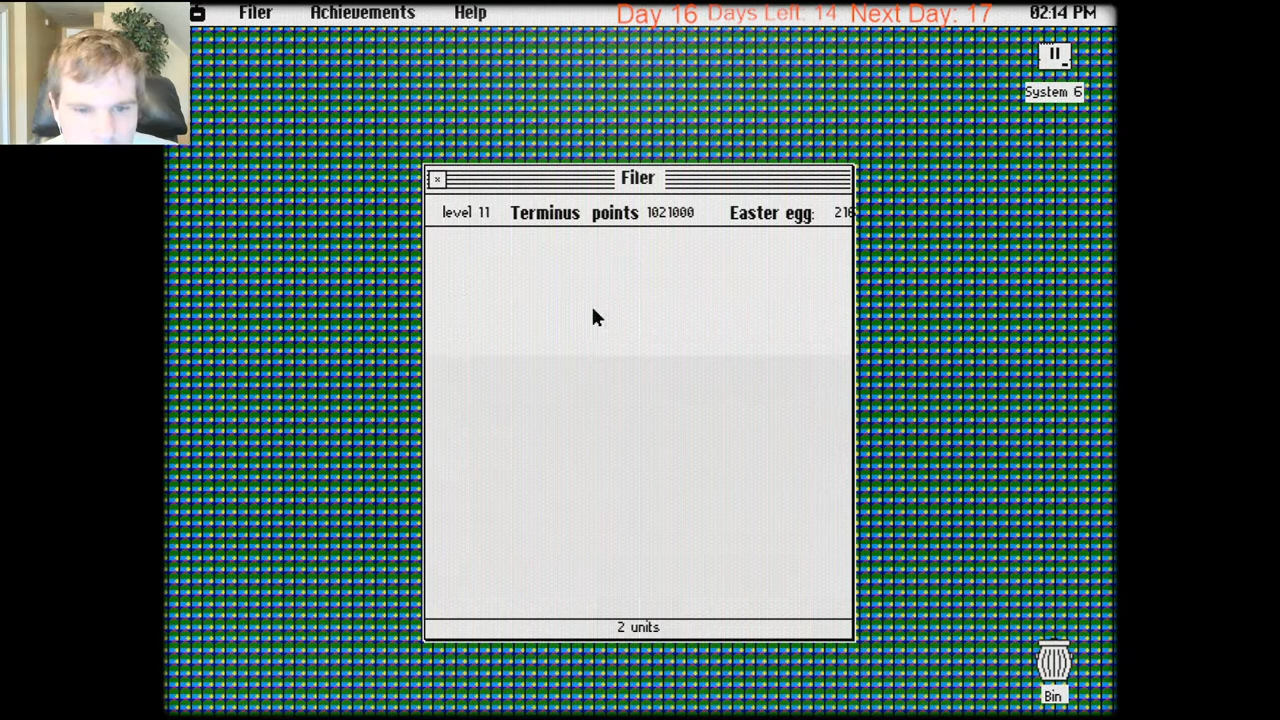 Filer Achievements Help Day 16 Days Left: 14 Next Day: 17 02:14 PM
System 6
Filer
level 11 Terminus points 1021000 Easter egg: 216
2 units
Bin